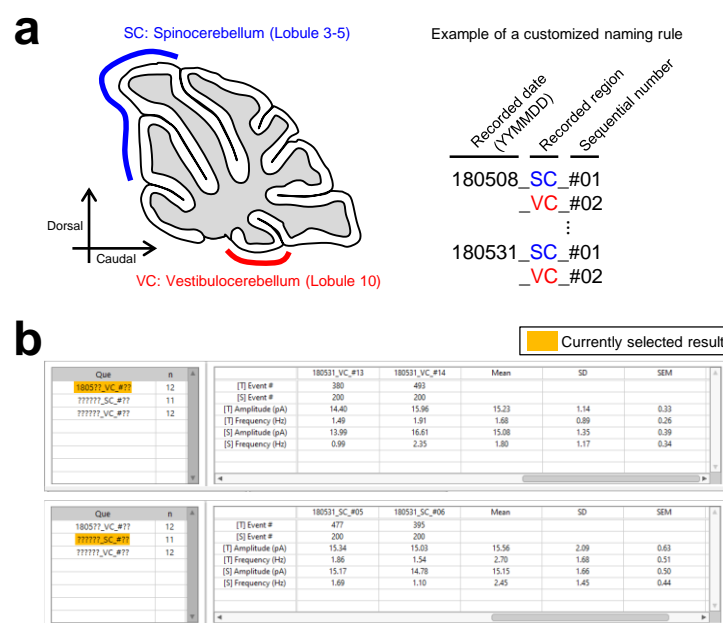 a
SC: Spinocerebellum (Lobule 3-5)
Dorsal
Caudal
VC: Vestibulocerebellum (Lobule 10)
Example of a customized naming rule
Recorded date
(YYMMDD)
Recorded region
Sequential number
180508_SC_#01
_VC_#02
⋮
180531_SC_#01
_VC_#02
b
Currently selected result
Que n
1805??_VC_#?? 12
??????_SC_#?? 11
??????_VC_#?? 12
180531_VC_#13 180531_VC_#14 Mean SD SEM
[T] Event # 380 493
[S] Event # 200 200
[T] Amplitude (pA) 14.40 15.96 15.23 1.14 0.33
[T] Frequency (Hz) 1.49 1.91 1.68 0.89 0.26
[S] Amplitude (pA) 13.99 16.61 15.08 1.35 0.39
[S] Frequency (Hz) 0.99 2.35 1.80 1.17 0.34
Que n
1805??_VC_#?? 12
??????_SC_#?? 11
??????_VC_#?? 12
180531_SC_#05 180531_SC_#06 Mean SD SEM
[T] Event # 477 395
[S] Event # 200 200
[T] Amplitude (pA) 15.34 15.03 15.56 2.09 0.63
[T] Frequency (Hz) 1.86 1.54 2.70 1.68 0.51
[S] Amplitude (pA) 15.17 14.78 15.15 1.66 0.50
[S] Frequency (Hz) 1.69 1.10 2.45 1.45 0.44